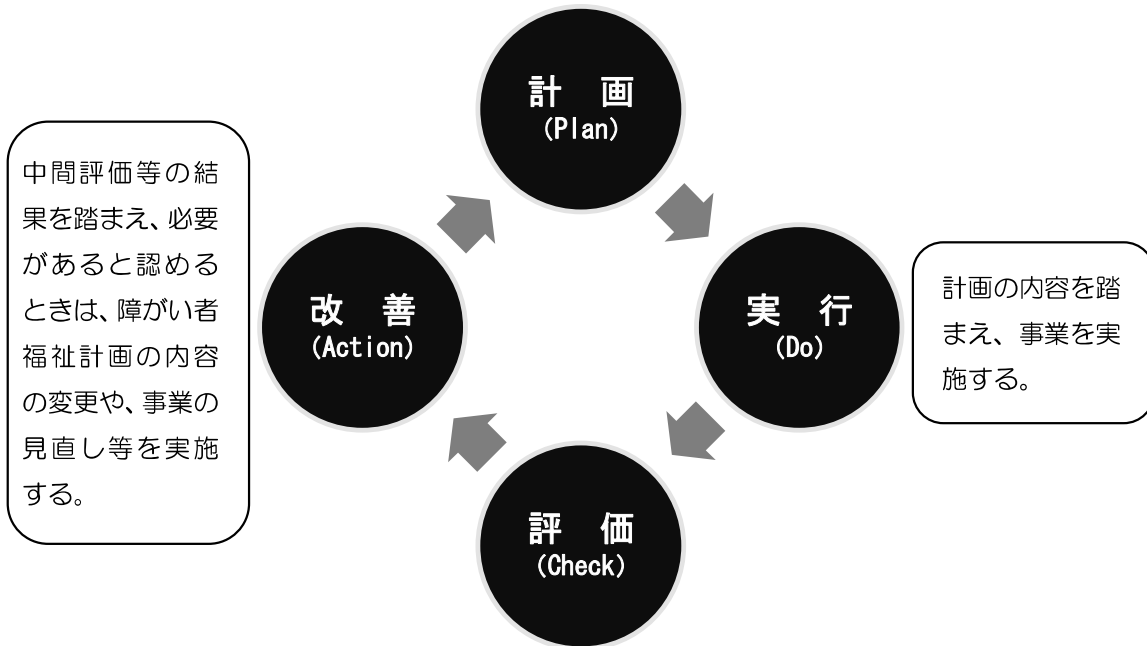 計　画
(Plan)
中間評価等の結
果を踏まえ、必要
があると認める
ときは、障がい者
福祉計画の内容
の変更や、事業の
見直し等を実施
する。
改　善
(Action)
実　行
(Do)
計画の内容を踏
まえ、事業を実
施する。
評　価
(Check)